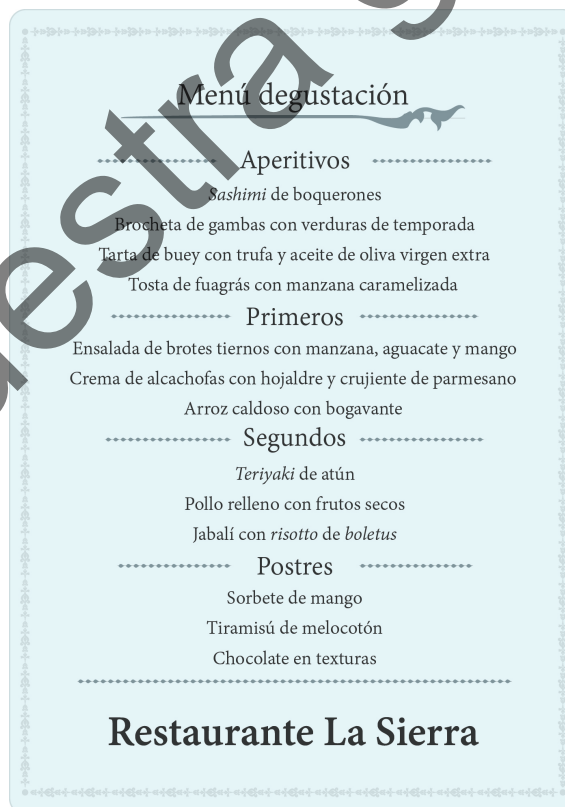 Menú degustación
Aperitivos
Sashimi de boquerones
Brocheta de gambas con verduras de temporada
Tarta de buey con trufa y aceite de oliva virgen extra
Tosta de fuagrás con manzana caramelizada
Primeros
Ensalada de brotes tiernos con manzana, aguacate y mango
Crema de alcachofas con hojaldre y crujiente de parmesano
Arroz caldoso con bogavante
Segundos
Teriyaki de atún
Pollo relleno con frutos secos
Jabalí con risotto de boletus
Postres
Sorbete de mango
Tiramisú de melocotón
Chocolate en texturas
Restaurante La Sierra